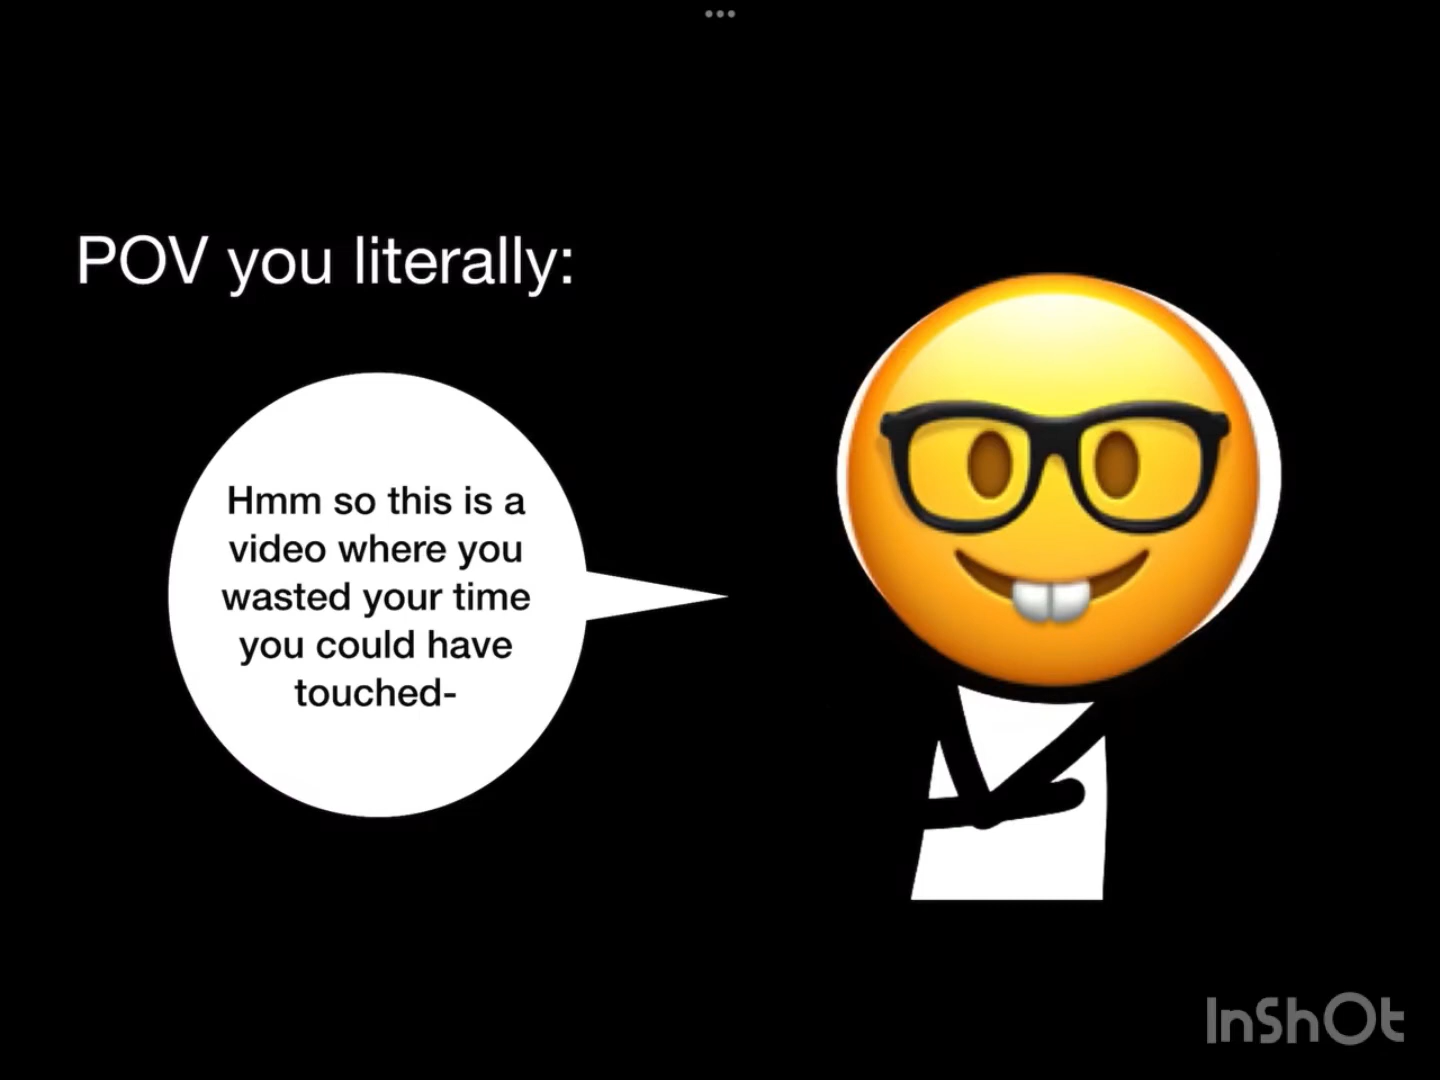 POV you literally:
Hmm so this is a
video where you
wasted your time
you could have
touched-
InShOt